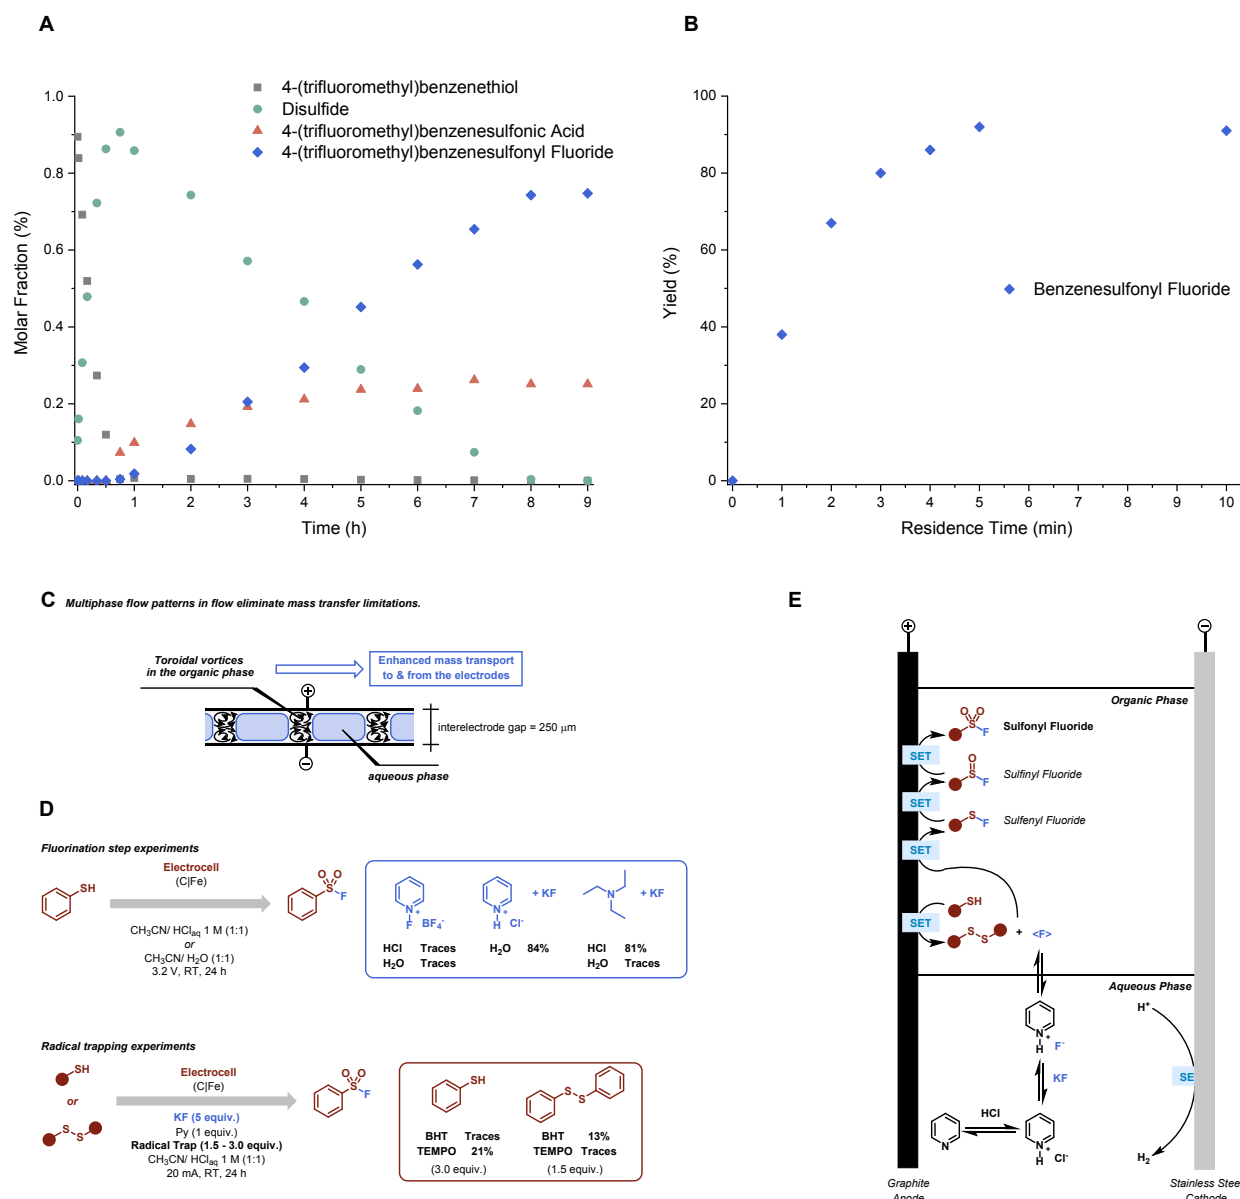 A
4-(trifluoromethyl)benzenethiol
Disulfide
4-(trifluoromethyl)benzenesulfonic Acid
4-(trifluoromethyl)benzenesulfonyl Fluoride
1.0
0.8
0.6
0.4
0.2
0.0
Molar Fraction (%)
0 1 2 3 4 5 6 7 8 9
Time (h)
B
100
80
60
40
20
0
Yield (%)
Benzenesulfonyl Fluoride
0 1 2 3 4 5 6 7 8 9 10
Residence Time (min)
C Multiphase flow patterns in flow eliminate mass transfer limitations.
Toroidal vortices
in the organic phase
Enhanced mass transport
to & from the electrodes
+
interelectrode gap = 250 μm
−
aqueous phase
D
Fluorination step experiments
SH
Electrocell
(C|Fe)
CH3CN/ HClaq 1 M (1:1)
or
CH3CN/ H2O (1:1)
3.2 V, RT, 24 h
O O
S
F
N+
F BF4-
HCl Traces
H2O Traces
+ KF
N+
H Cl-
H2O 84%
N
+ KF
HCl 81%
H2O Traces
Radical trapping experiments
SH
or
S S
Electrocell
(C|Fe)
KF (5 equiv.)
Py (1 equiv.)
Radical Trap (1.5 - 3.0 equiv.)
CH3CN/ HClaq 1 M (1:1)
20 mA, RT, 24 h
O O
S
F
SH
BHT Traces
TEMPO 21%
(3.0 equiv.)
S S
BHT 13%
TEMPO Traces
(1.5 equiv.)
E
+
−
Organic Phase
O O
S
F
Sulfonyl Fluoride
SET
O
S
F
Sulfinyl Fluoride
SET
S
F
Sulfenyl Fluoride
SET
SH
SET
S S
+ <F>
Aqueous Phase
H+
N+
H F-
KF
SE
HCl
N
N+
H Cl-
H2
Graphite
Anode
Stainless Stee
Cathode